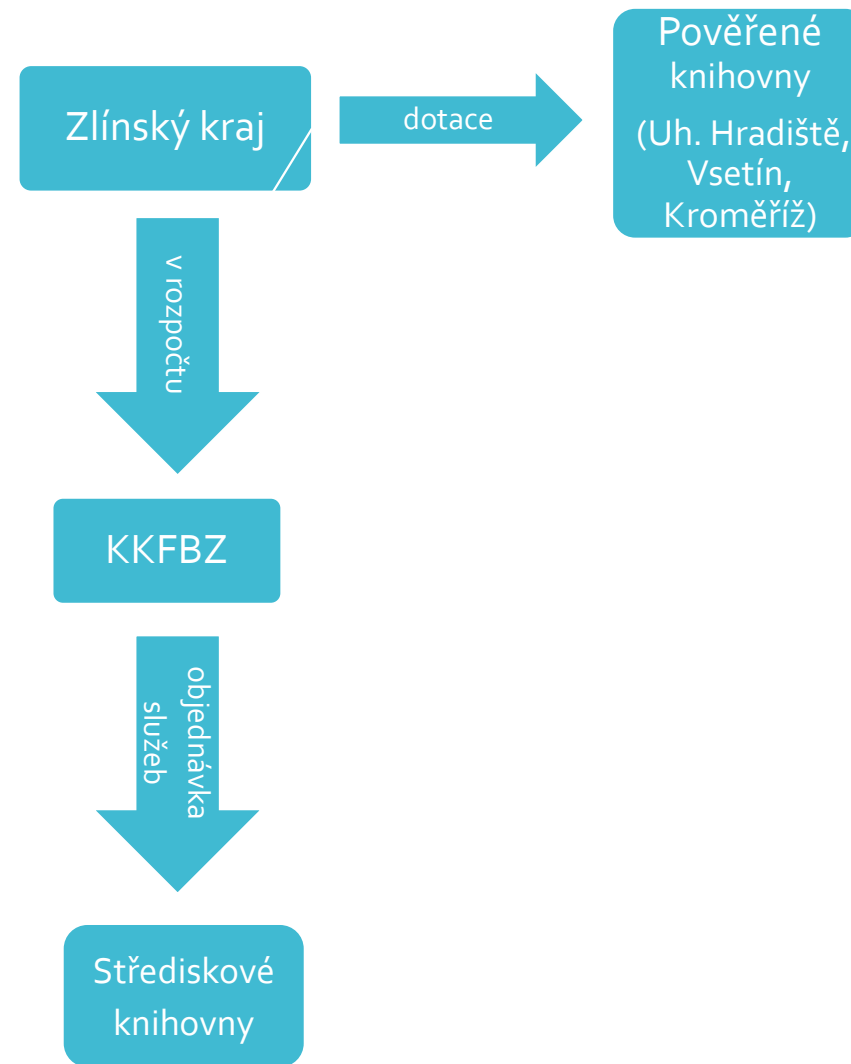 Zlínský kraj
dotace
Pověřené
knihovny
(Uh. Hradiště,
Vsetín,
Kroměříž)
v rozpočtu
KKFBZ
objednávka
služeb
Střediskové
knihovny